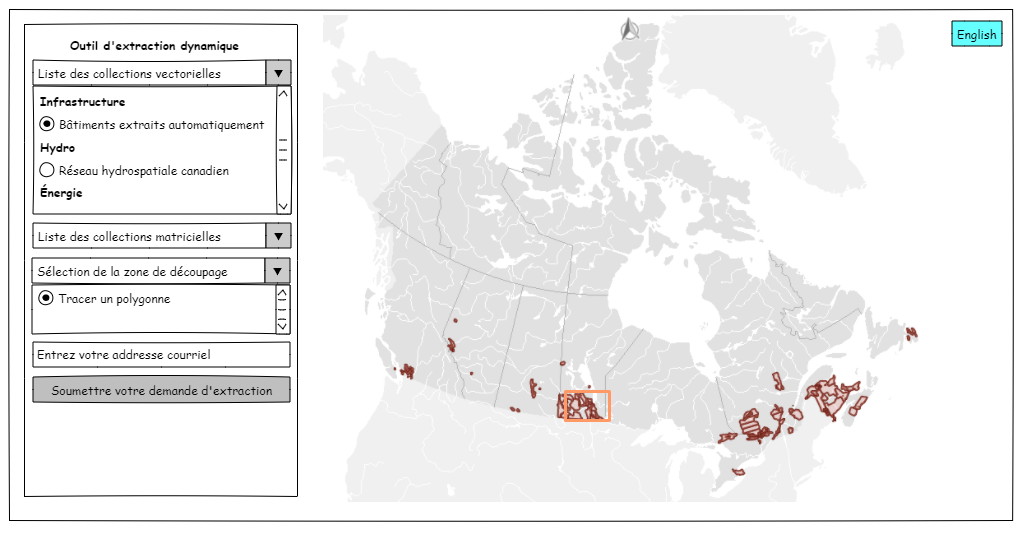 Outil d'extraction dynamique
Liste des collections vectorielles
Infrastructure
Bâtiments extraits automatiquement
Hydro
Réseau hydrospatiale canadien
Énergie
Liste des collections matricielles
Sélection de la zone de découpage
Tracer un polygonne
Entrez votre addresse courriel
Soumettre votre demande d'extraction
English